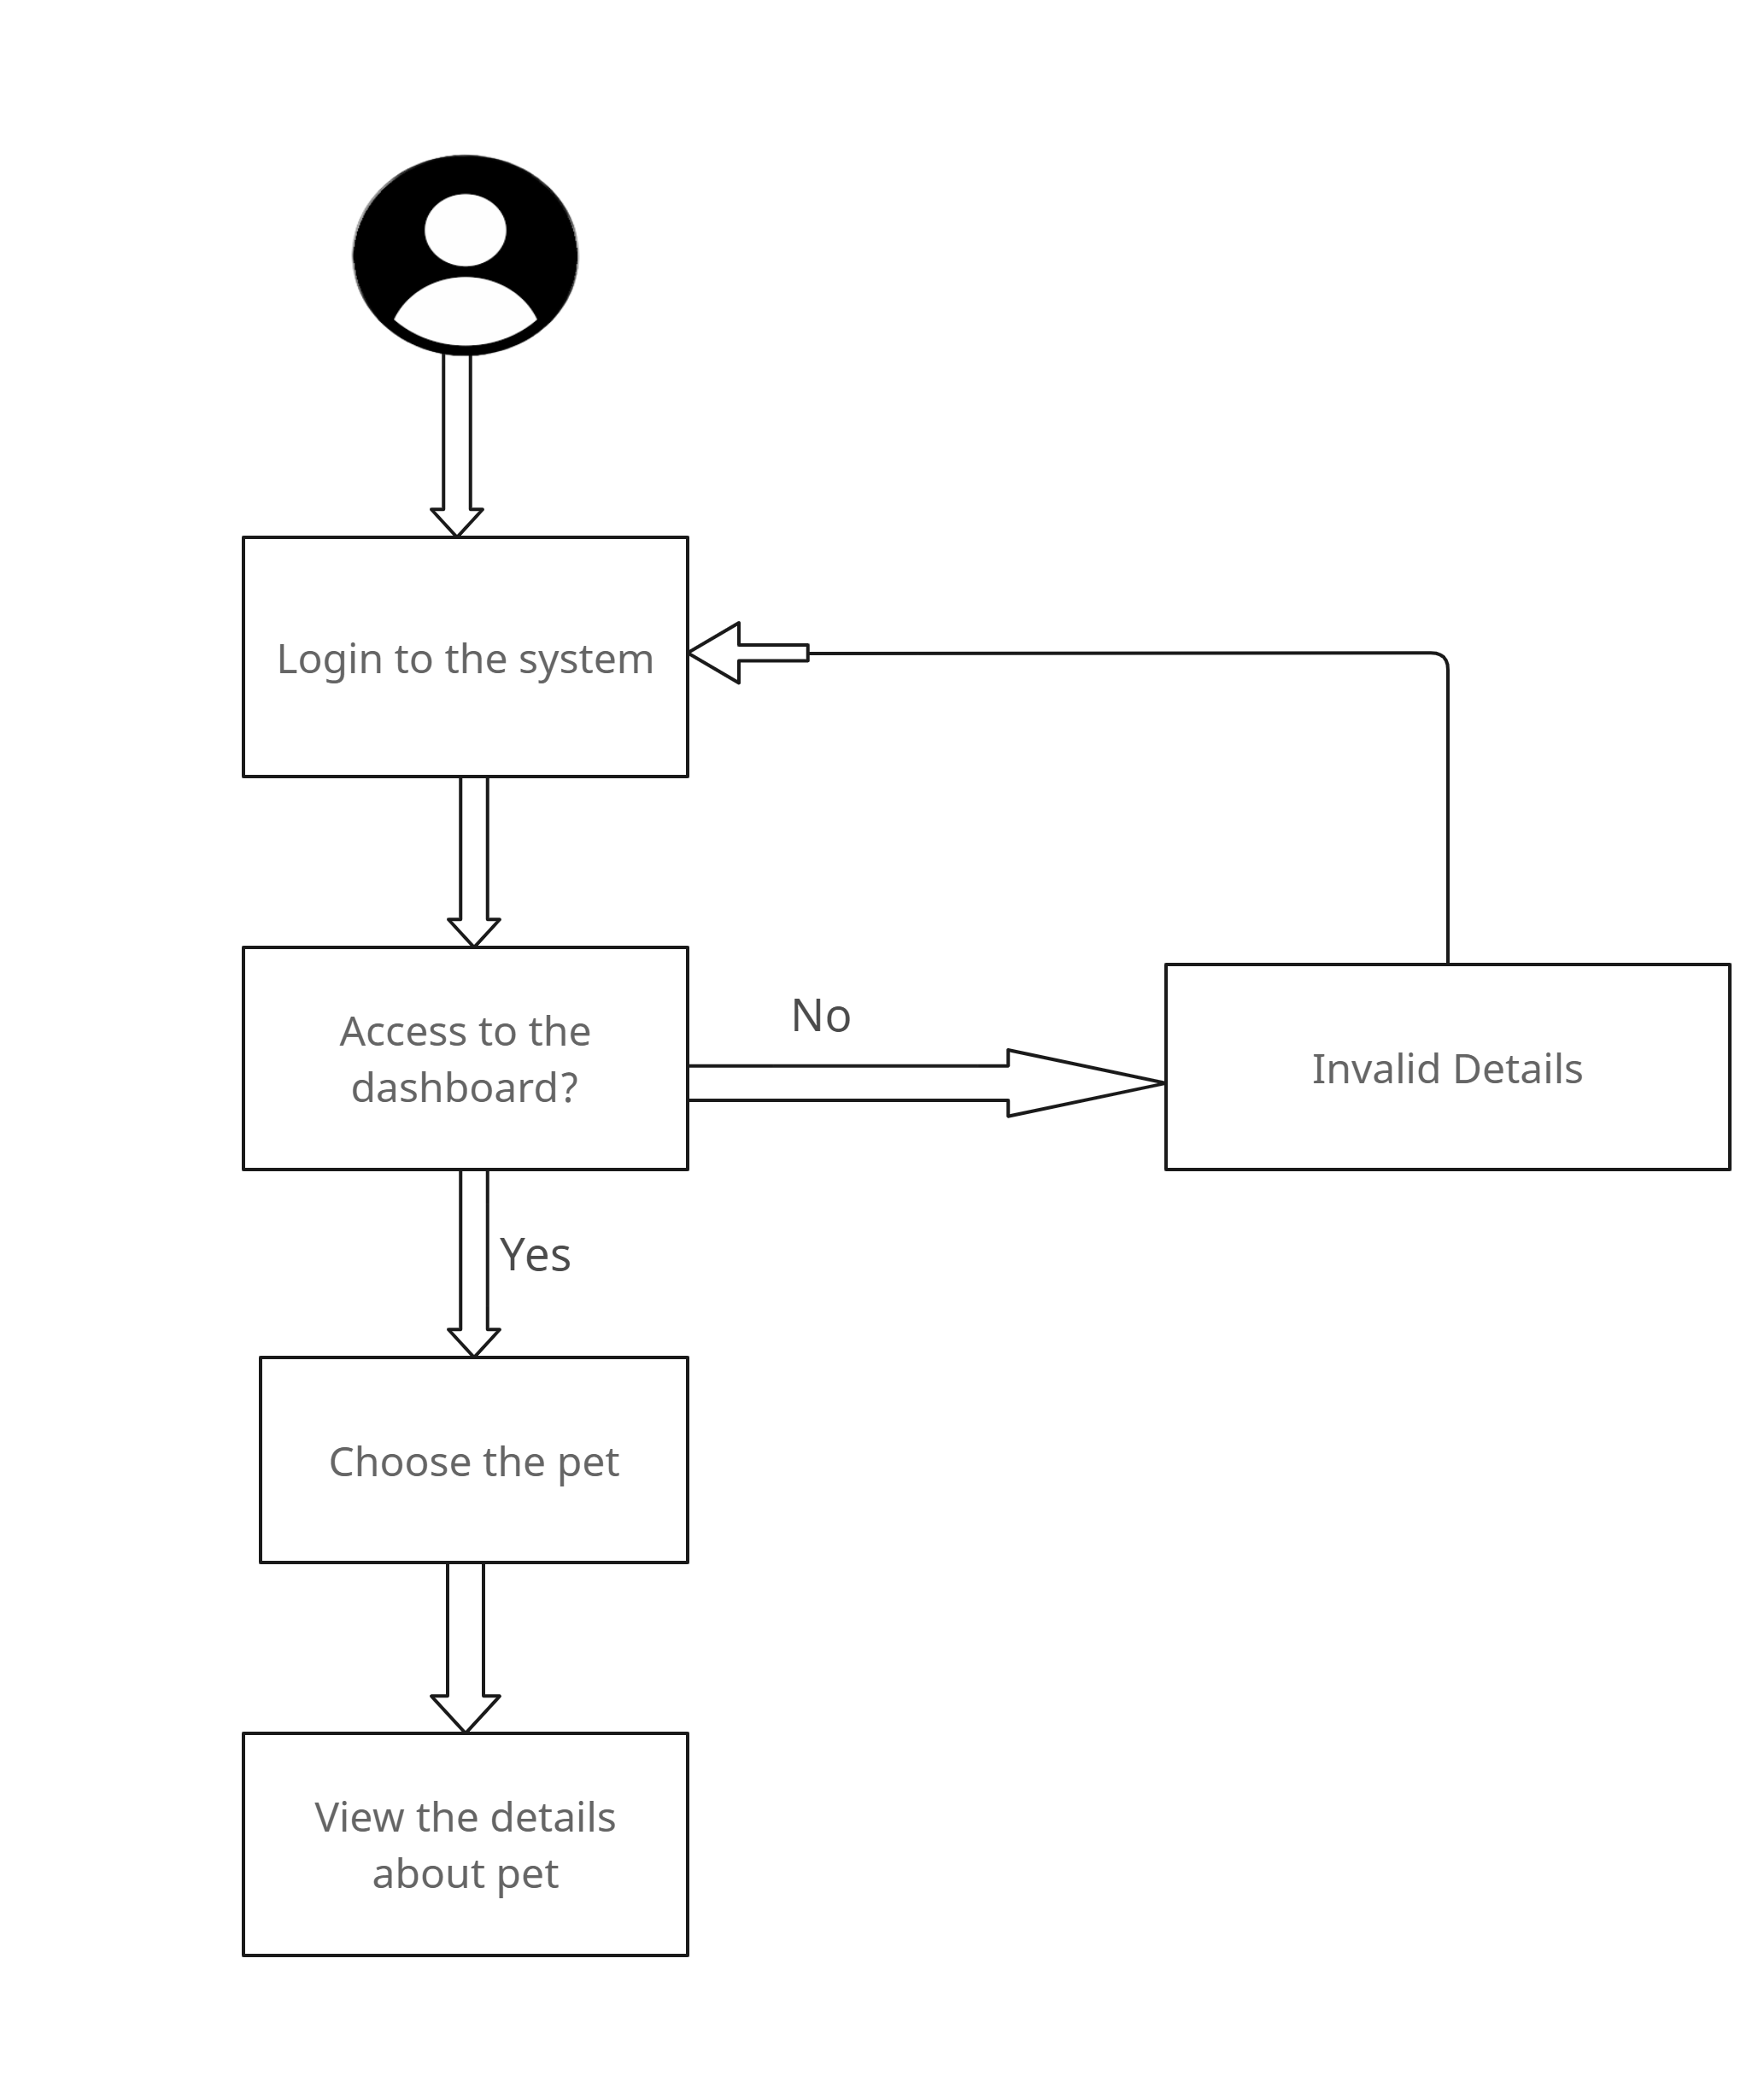 Login to the system
Access to the
dashboard?
No
Invalid Details
Yes
Choose the pet
View the details
about pet